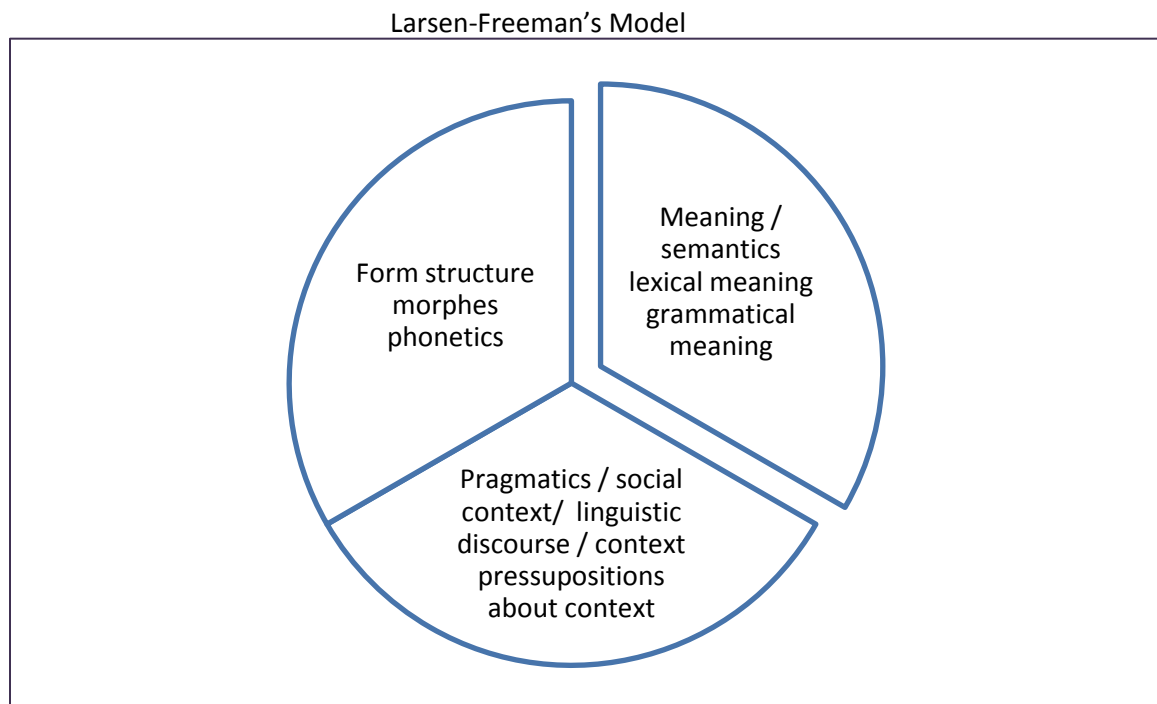 Larsen-Freeman’s Model
Form structure
morphes
phonetics
Meaning /
semantics
lexical meaning
grammatical
meaning
Pragmatics / social
context/ linguistic
discourse / context
pressupositions
about context